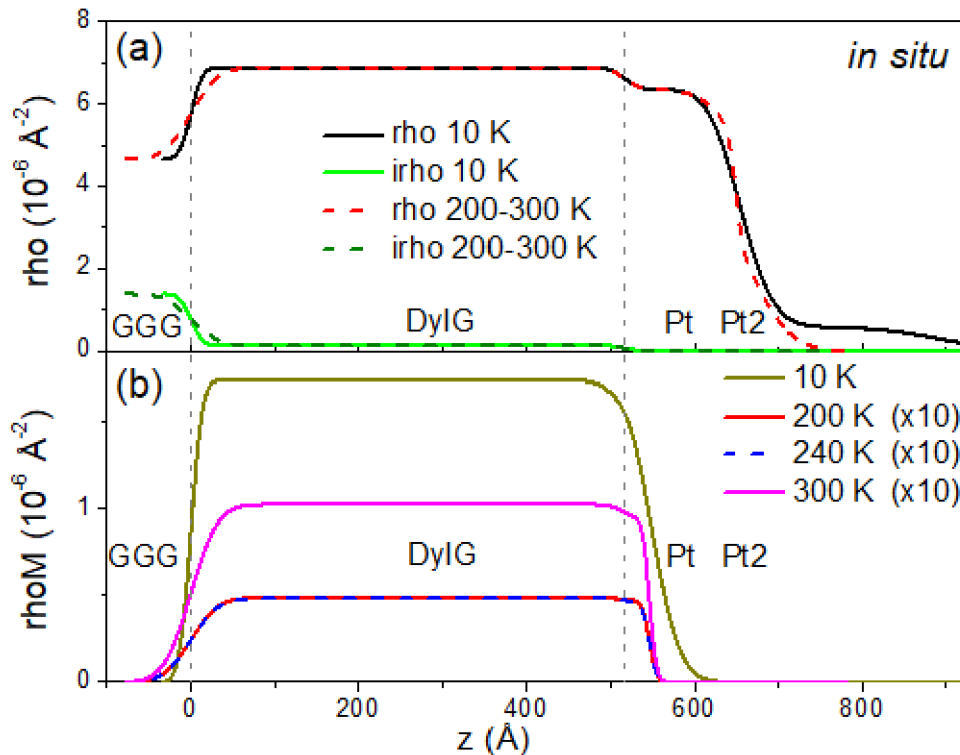 (a)
in situ
8
6
4
2
0
rho (10⁻⁶ Å⁻²)
rho 10 K
irho 10 K
rho 200-300 K
irho 200-300 K
GGG DyIG Pt Pt2
(b)
10 K
200 K (x10)
240 K (x10)
300 K (x10)
1
0
rhoM (10⁻⁶ Å⁻²)
GGG DyIG Pt Pt2
0 200 400 600 800
z (Å)